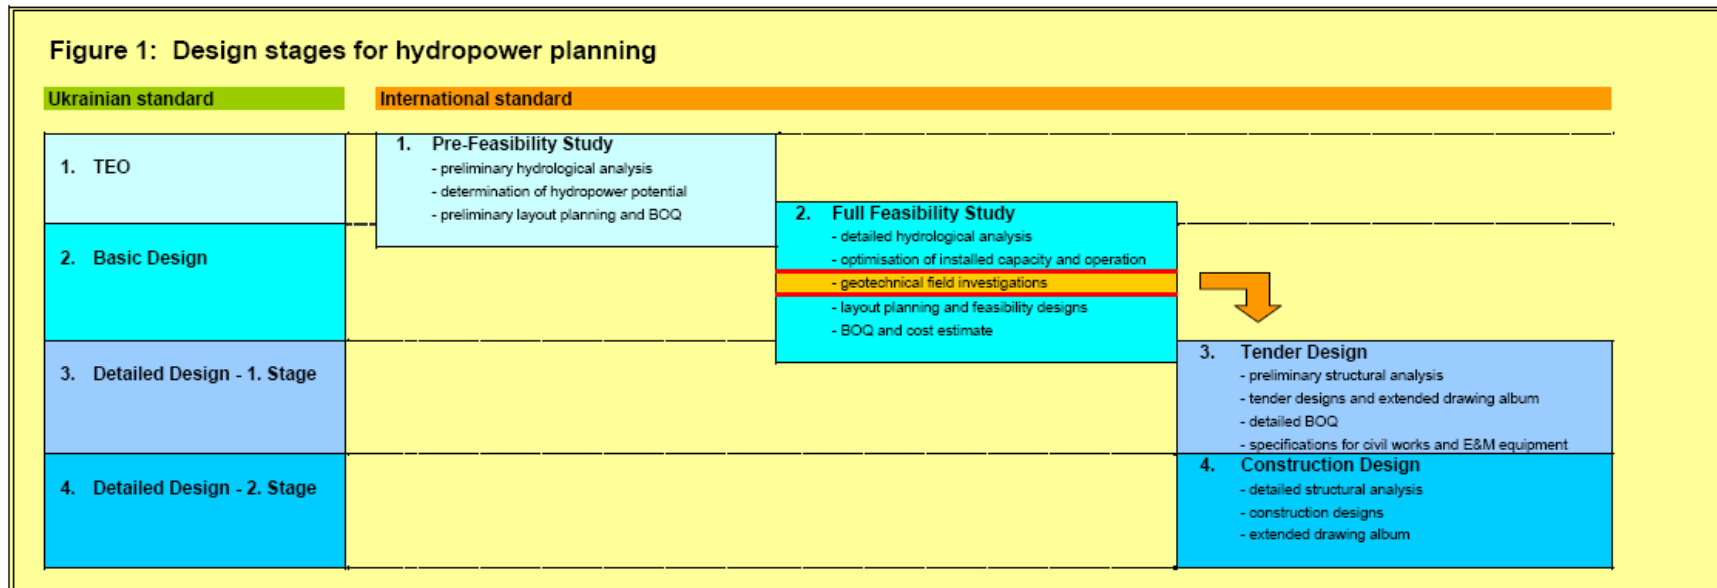 Figure 1: Design stages for hydropower planning
Ukrainian standard
International standard
1. TEO
2. Basic Design
3. Detailed Design - 1. Stage
4. Detailed Design - 2. Stage
1. Pre-Feasibility Study
- preliminary hydrological analysis
- determination of hydropower potential
- preliminary layout planning and BOQ
2. Full Feasibility Study
- detailed hydrological analysis
- optimisation of installed capacity and operation
- geotechnical field investigations
- layout planning and feasibility designs
- BOQ and cost estimate
3. Tender Design
- preliminary structural analysis
- tender designs and extended drawing album
- detailed BOQ
- specifications for civil works and E&M equipment
4. Construction Design
- detailed structural analysis
- construction designs
- extended drawing album